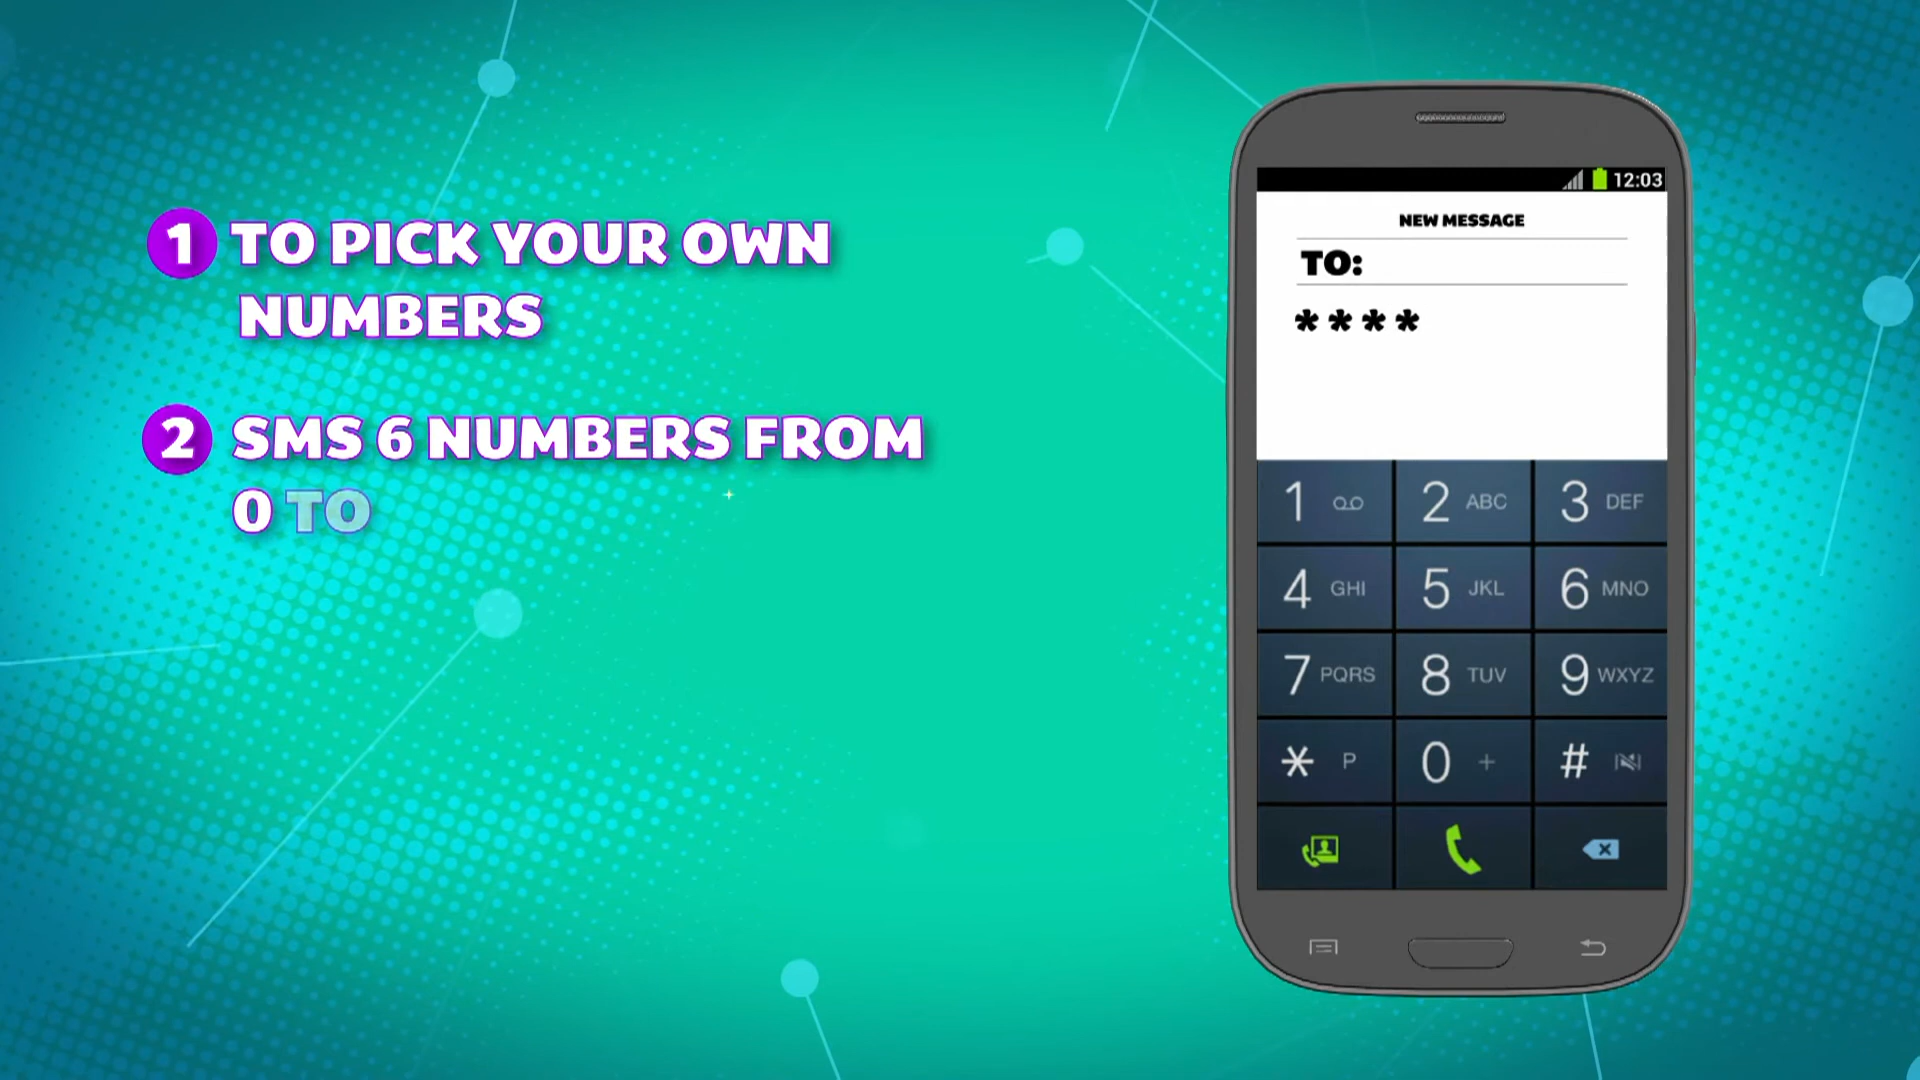 1 TO PICK YOUR OWN
NUMBERS
2 SMS 6 NUMBERS FROM
0 TO
12:03
NEW MESSAGE
TO:
****
1 2 ABC 3 DEF
4 GHI 5 JKL 6 MNO
7 PQRS 8 TUV 9 WXYZ
* P 0 + #